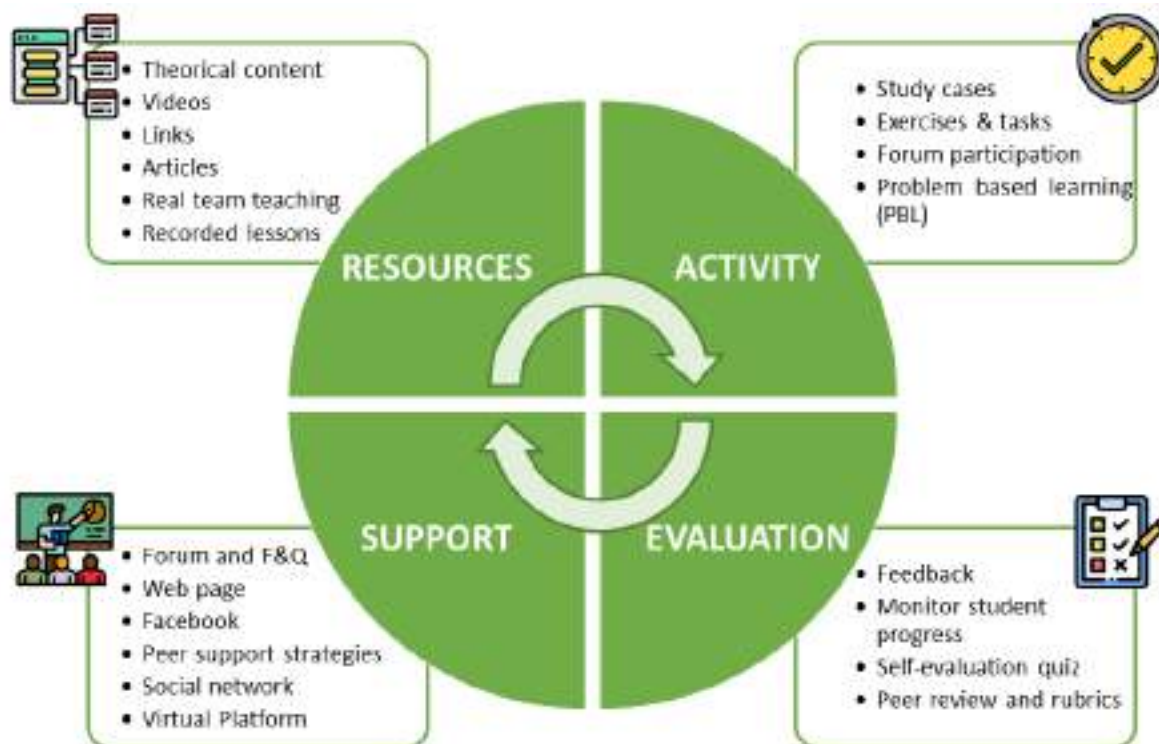 • Theorical content
• Videos
• Links
• Articles
• Real team teaching
• Recorded lessons
• Study cases
• Exercises & tasks
• Forum participation
• Problem based learning
(PBL)
RESOURCES
ACTIVITY
SUPPORT
EVALUATION
• Forum and F&Q
• Web page
• Facebook
• Peer support strategies
• Social network
• Virtual Platform
• Feedback
• Monitor student
progress
• Self-evaluation quiz
• Peer review and rubrics